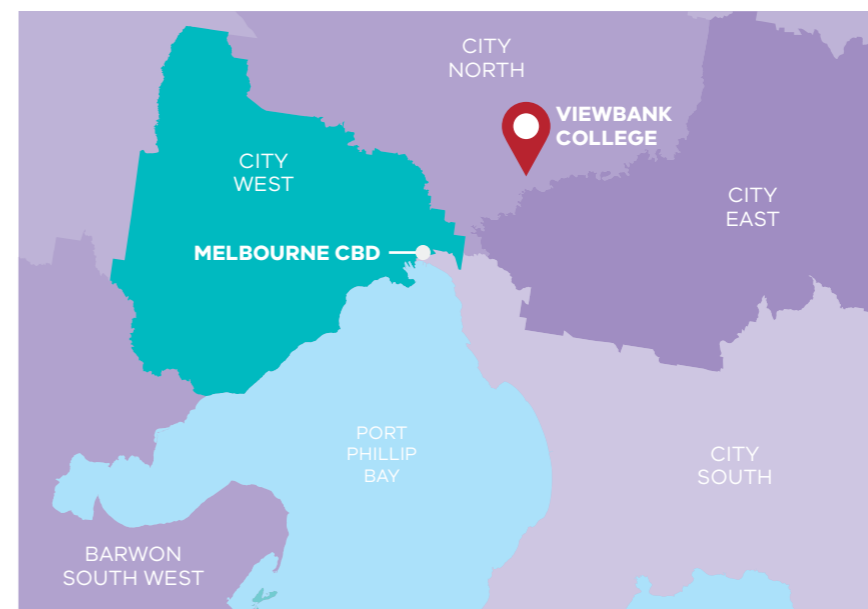 CITY
NORTH
VIEWBANK
COLLEGE
CITY
WEST
CITY
EAST
MELBOURNE CBD
PORT
PHILLIP
BAY
CITY
SOUTH
BARWON
SOUTH WEST